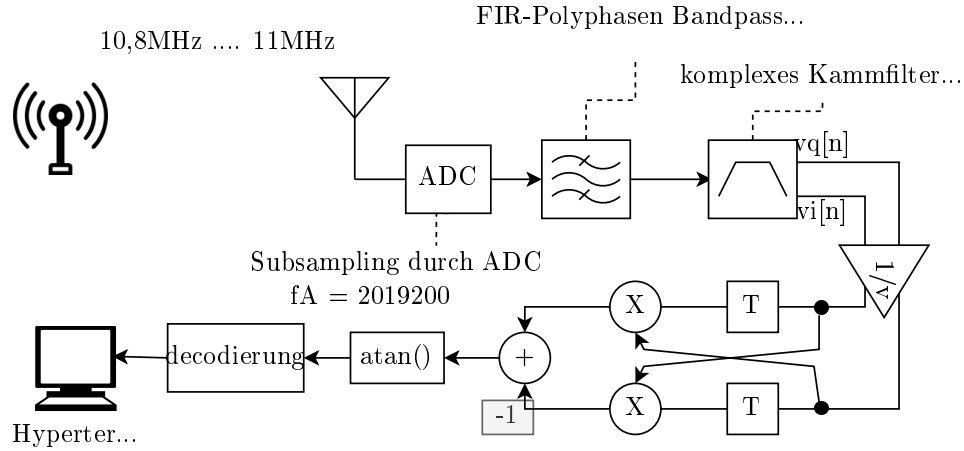 FIR-Polyphasen Bandpass...
10,8MHz .... 11MHz
komplexes Kammfilter...
vq[n]
ADC
vi[n]
Subsampling durch ADC
fA = 2019200
1/v
X
T
decodierung
atan()
+
X
T
-1
Hyperter...